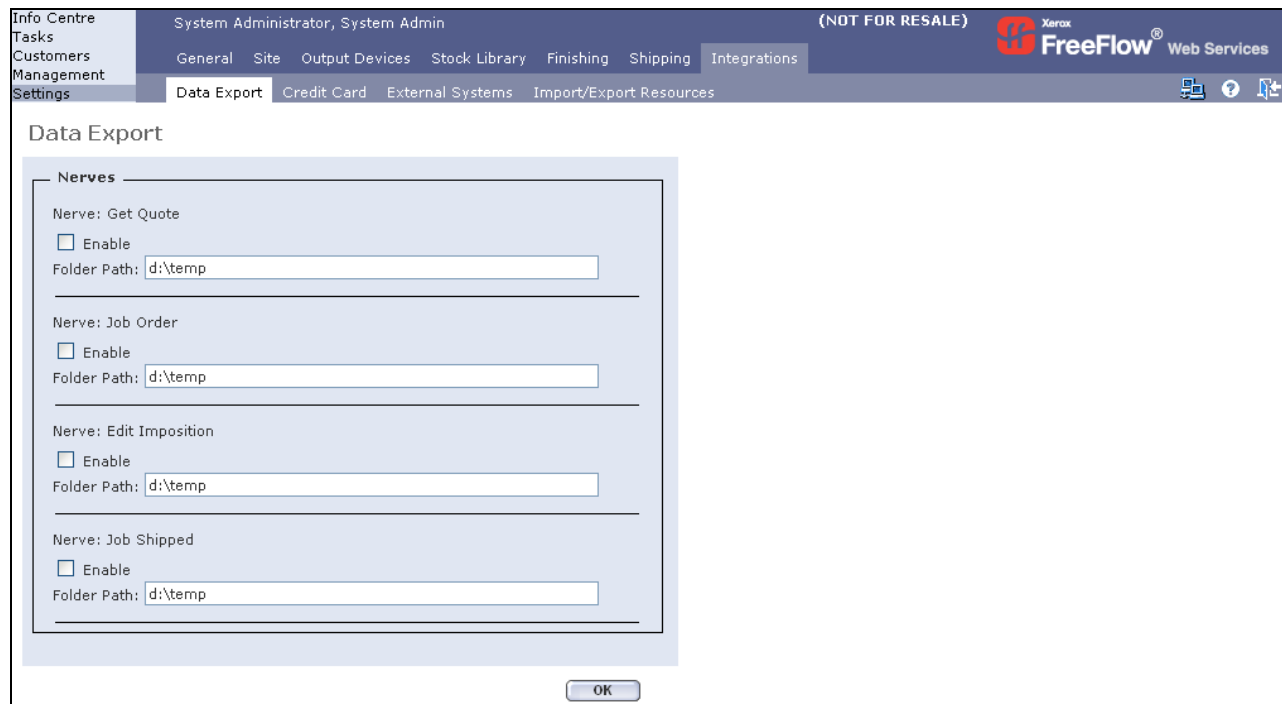 Info Centre
Tasks
Customers
Management
Settings
System Administrator, System Admin
(NOT FOR RESALE)
Xerox
FreeFlow® Web Services
General Site Output Devices Stock Library Finishing Shipping Integrations
Data Export Credit Card External Systems Import/Export Resources
?
Data Export
Nerves
Nerve: Get Quote
Enable
Folder Path: d:\temp
Nerve: Job Order
Enable
Folder Path: d:\temp
Nerve: Edit Imposition
Enable
Folder Path: d:\temp
Nerve: Job Shipped
Enable
Folder Path: d:\temp
OK